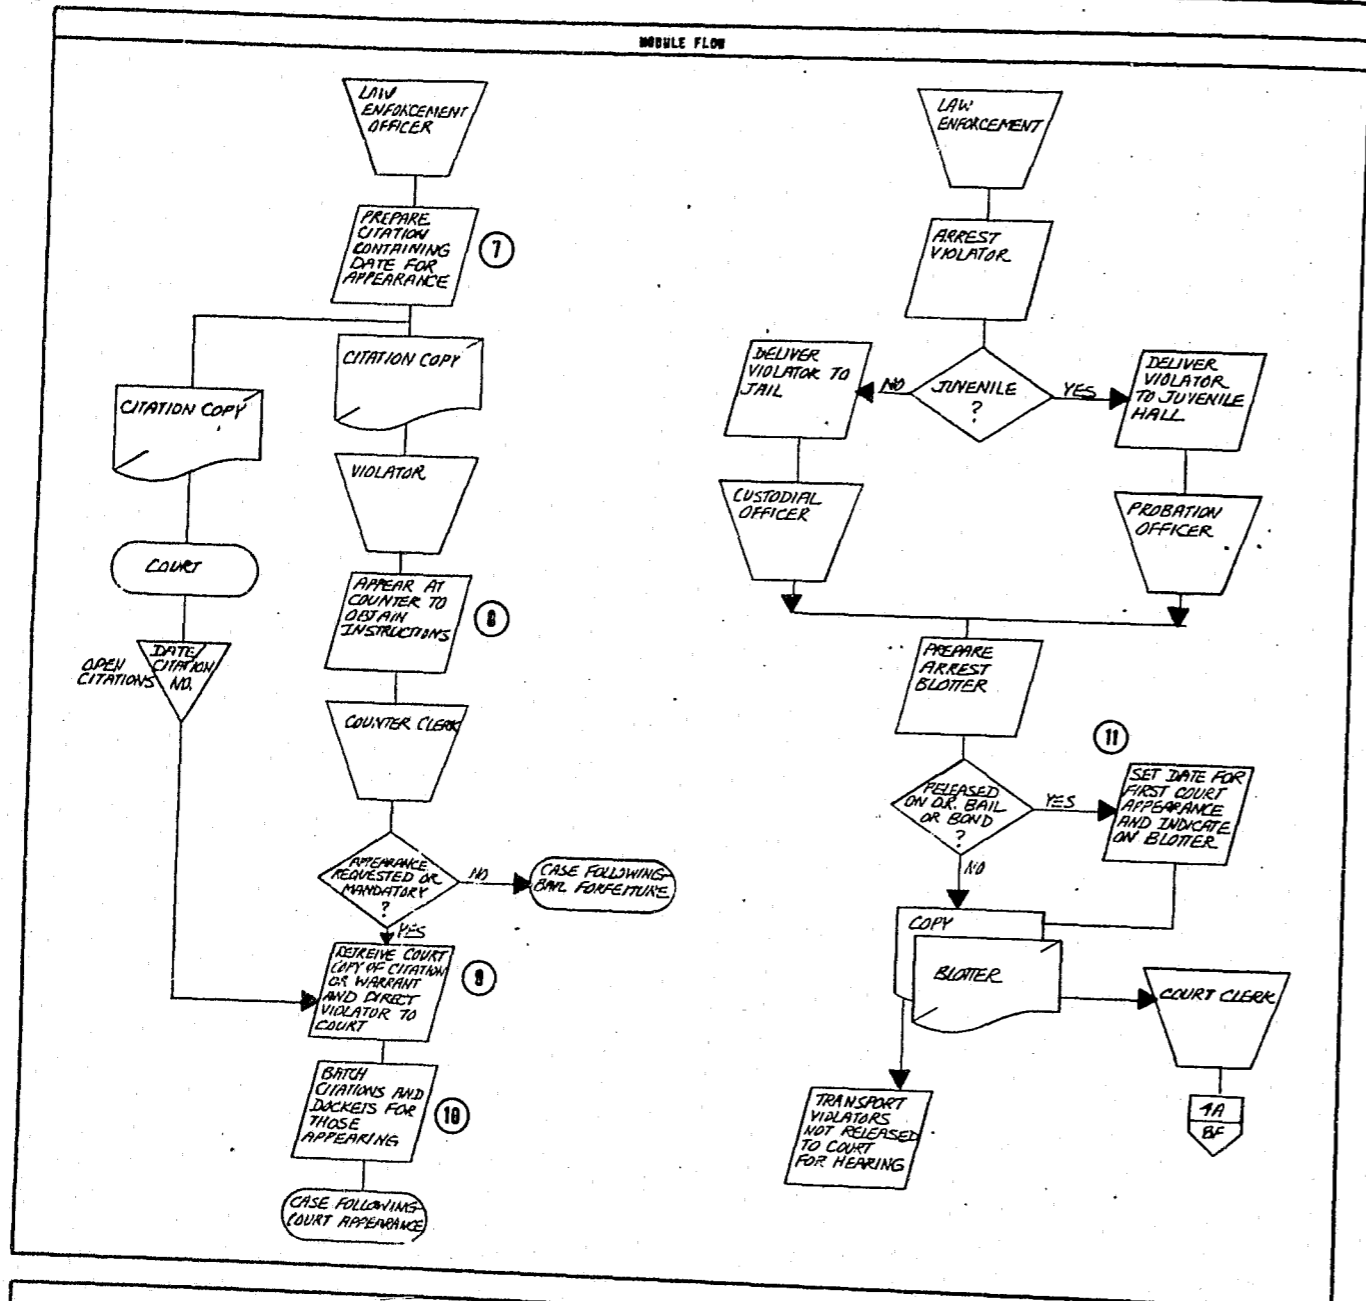 MODULE FLOW
LAW
ENFORCEMENT
OFFICER
PREPARE
CITATION
CONTAINING
DATE FOR
APPEARANCE
7
CITATION COPY
CITATION COPY
VIOLATOR
COURT
APPEAR AT
COUNTER TO
OBTAIN
INSTRUCTIONS
8
OPEN
CITATIONS
DATE/
CITATION
NO.
COUNTER CLERK
APPEARANCE
REQUESTED OR
MANDATORY
?
NO
CASE FOLLOWING-
BAIL FORFEITURE
YES
RETREIVE COURT
COPY OF CITATION
OR WARRANT
AND DIRECT
VIOLATOR TO
COURT
9
BATCH
CITATIONS AND
DOCKETS FOR
THOSE
APPEARING
10
CASE FOLLOWING-
COURT APPEARANCE
LAW
ENFORCEMENT
ARREST
VIOLATOR
JUVENILE
?
NO
YES
DELIVER
VIOLATOR TO
JAIL
DELIVER
VIOLATOR
TO JUVENILE
HALL
CUSTODIAL
OFFICER
PROBATION
OFFICER
PREPARE
ARREST
BLOTTER
RELEASED
ON O.R. BAIL
OR BOND
?
YES
NO
11
SET DATE FOR
FIRST COURT
APPEARANCE
AND INDICATE
ON BLOTTER
COPY
BLOTTER
COURT CLERK
4A
BF
TRANSPORT
VIOLATORS
NOT RELEASED
TO COURT
FOR HEARING